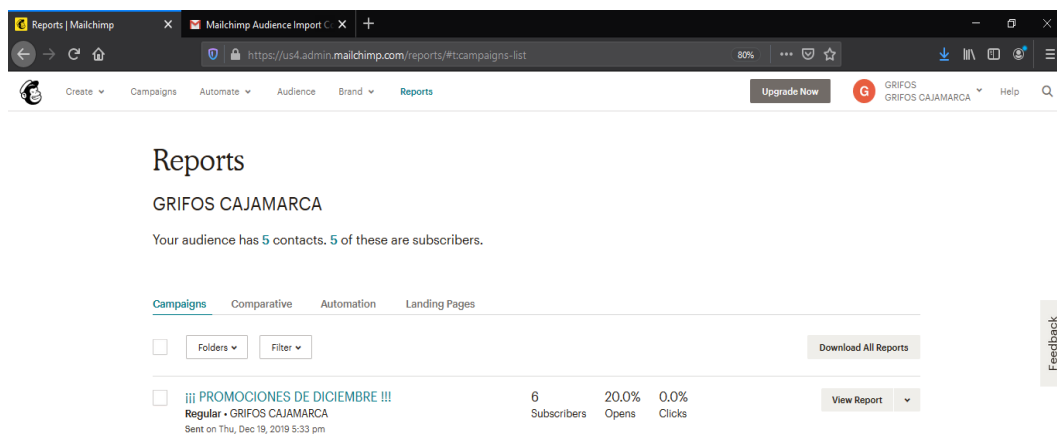 Reports | Mailchimp
Mailchimp Audience Import Co
https://us4.admin.mailchimp.com/reports/#t:campaigns-list
80%
Create Campaigns Automate Audience Brand Reports
Upgrade Now
G
GRIFOS
GRIFOS CAJAMARCA
Help
Reports
GRIFOS CAJAMARCA
Your audience has 5 contacts. 5 of these are subscribers.
Campaigns Comparative Automation Landing Pages
Feedback
Folders Filter Download All Reports
¡¡¡ PROMOCIONES DE DICIEMBRE !!! 6 20.0% 0.0% View Report
Regular • GRIFOS CAJAMARCA Subscribers Opens Clicks
Sent on Thu, Dec 19, 2019 5:33 pm